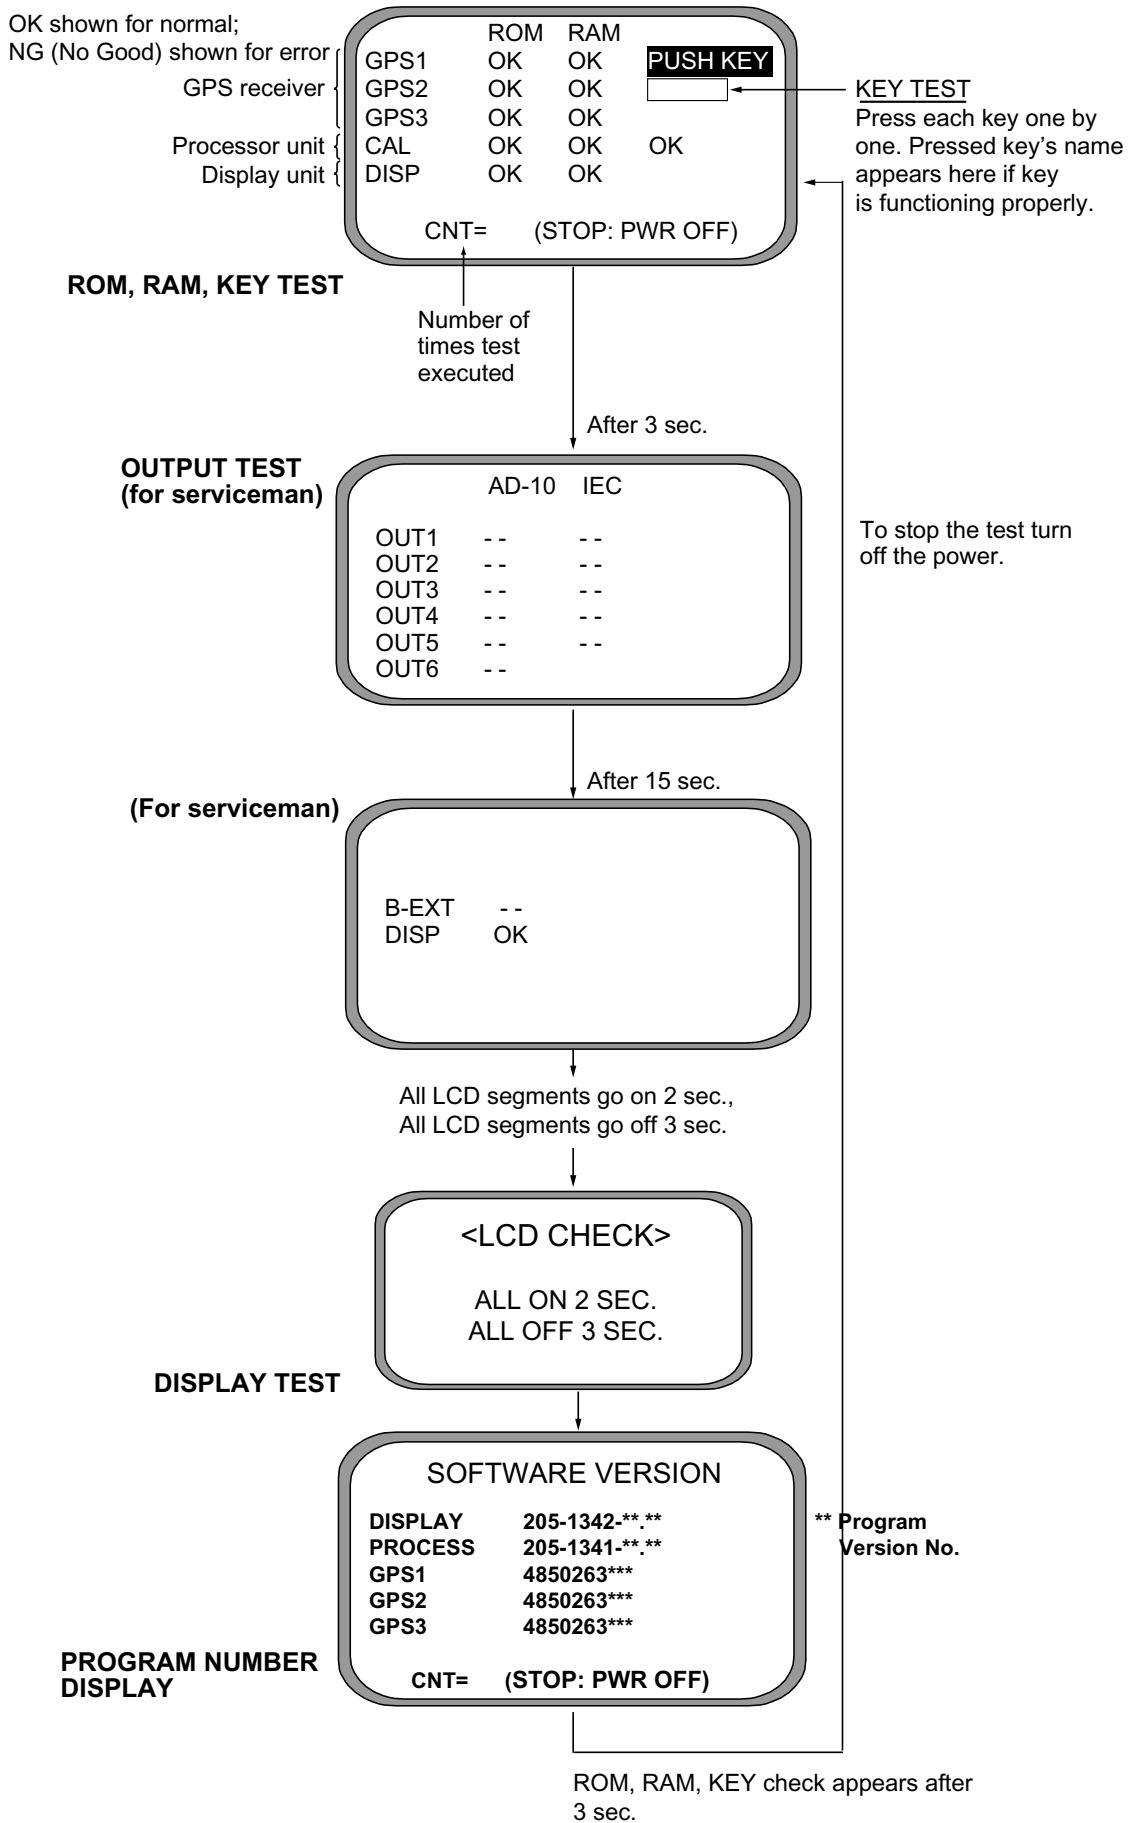 OK shown for normal;
NG (No Good) shown for error
GPS receiver
Processor unit
Display unit
ROM RAM
GPS1 OK OK PUSH KEY
GPS2 OK OK
GPS3 OK OK
CAL OK OK OK
DISP OK OK
CNT= (STOP: PWR OFF)
KEY TEST
Press each key one by
one. Pressed key's name
appears here if key
is functioning properly.
ROM, RAM, KEY TEST
Number of
times test
executed
After 3 sec.
OUTPUT TEST
(for serviceman)
AD-10 IEC
OUT1 - - - -
OUT2 - - - -
OUT3 - - - -
OUT4 - - - -
OUT5 - - - -
OUT6 - -
To stop the test turn
off the power.
After 15 sec.
(For serviceman)
B-EXT - -
DISP OK
All LCD segments go on 2 sec.,
All LCD segments go off 3 sec.
<LCD CHECK>
ALL ON 2 SEC.
ALL OFF 3 SEC.
DISPLAY TEST
SOFTWARE VERSION
DISPLAY 205-1342-**.**
PROCESS 205-1341-**.**
GPS1 4850263***
GPS2 4850263***
GPS3 4850263***
CNT= (STOP: PWR OFF)
** Program
Version No.
PROGRAM NUMBER
DISPLAY
ROM, RAM, KEY check appears after
3 sec.